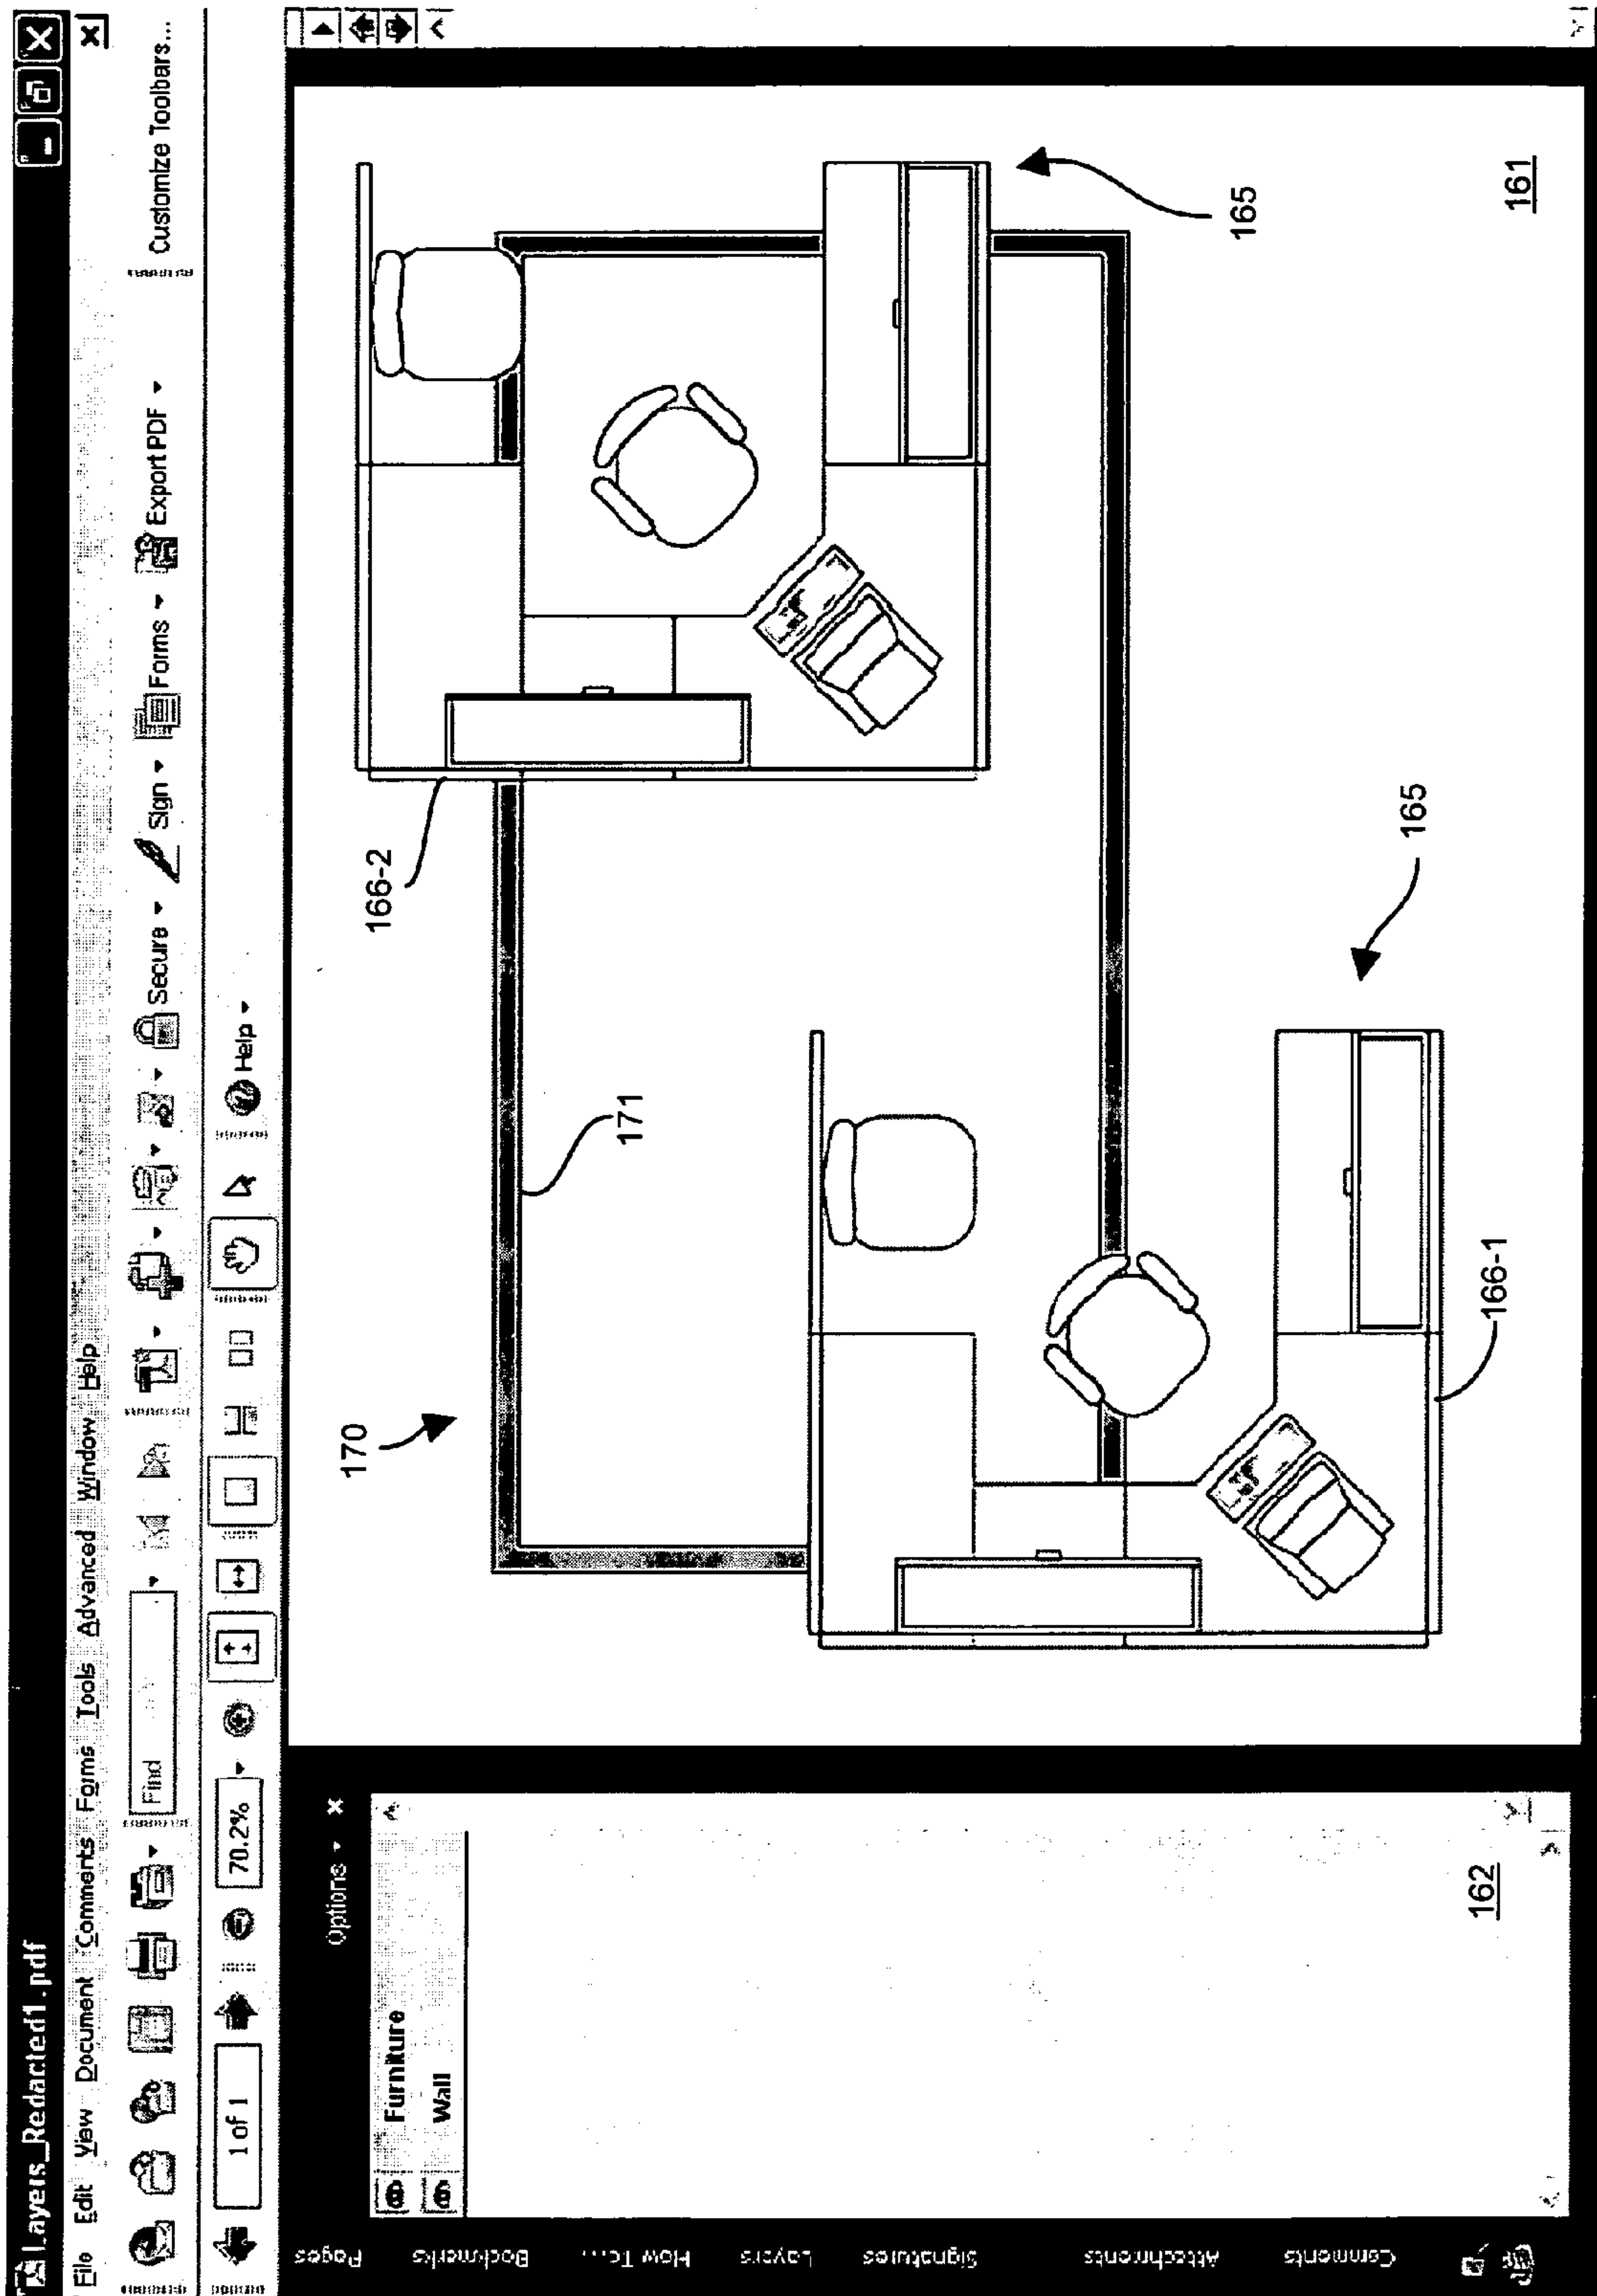 Layers_Redacted1.pdf
File Edit View Document Comments Forms Tools Advanced Window Help
Find Secure Sign Forms Export PDF Customize Toolbars...
1 of 1 70.2% Help
Options
Furniture
Wall
Pages
Bookmarks
How To...
Layers
Signatures
Attachments
Comments
162
170
171
166-2
165
165
166-1
161